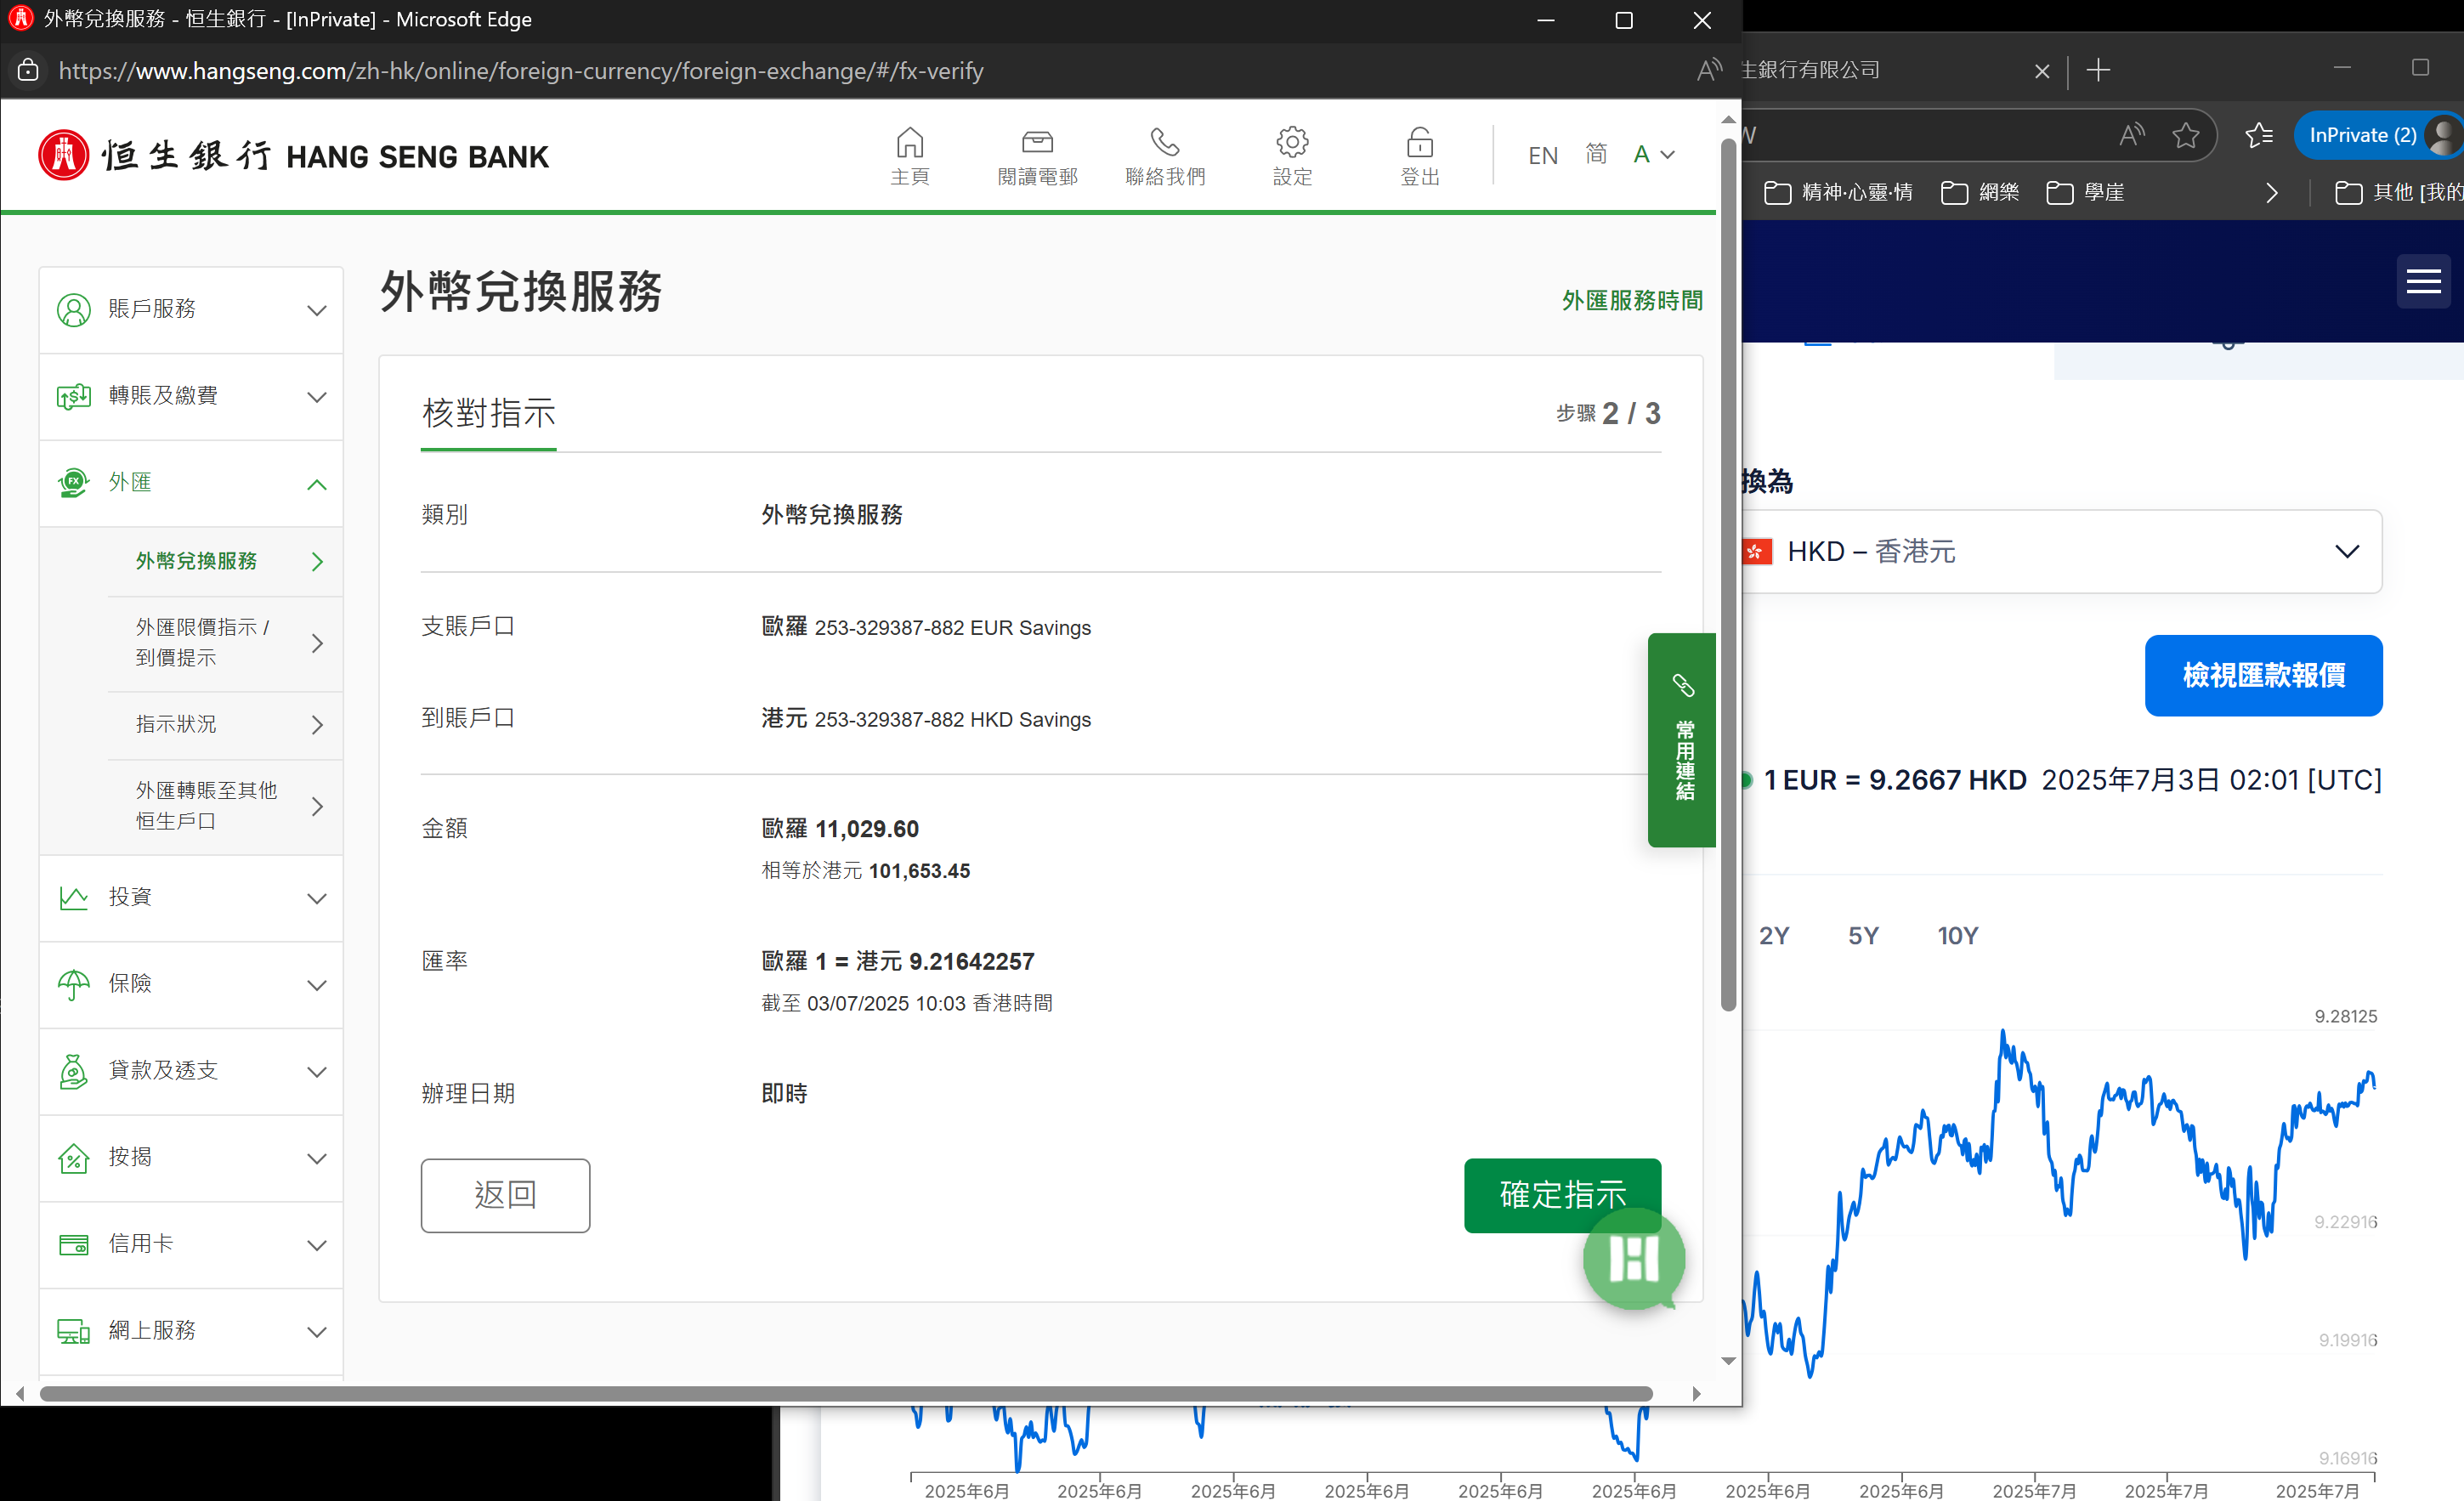 外幣兌換服務 - 恒生銀行 - [InPrivate] - Microsoft Edge
https://www.hangseng.com/zh-hk/online/foreign-currency/foreign-exchange/#/fx-verify
恒生銀行 HANG SENG BANK
主頁
閱讀電郵
聯絡我們
設定
登出
EN
简
A
賬戶服務
轉賬及繳費
外匯
外幣兌換服務
外匯限價指示 /
到價提示
指示狀況
外匯轉賬至其他
恒生戶口
投資
保險
貸款及透支
按揭
信用卡
網上服務
外幣兌換服務
外匯服務時間
核對指示
步驟 2 / 3
類別
外幣兌換服務
支賬戶口
歐羅 253-329387-882 EUR Savings
到賬戶口
港元 253-329387-882 HKD Savings
金額
歐羅 11,029.60
相等於港元 101,653.45
匯率
歐羅 1 = 港元 9.21642257
截至 03/07/2025 10:03 香港時間
辦理日期
即時
返回
確定指示
常用連結
生銀行有限公司
InPrivate (2)
精神·心靈·情
網樂
學崖
其他 [我的
換為
HKD – 香港元
檢視匯款報價
1 EUR = 9.2667 HKD 2025年7月3日 02:01 [UTC]
2Y
5Y
10Y
9.28125
9.22916
9.19916
9.16916
2025年6月
2025年6月
2025年6月
2025年6月
2025年6月
2025年6月
2025年6月
2025年6月
2025年7月
2025年7月
2025年7月